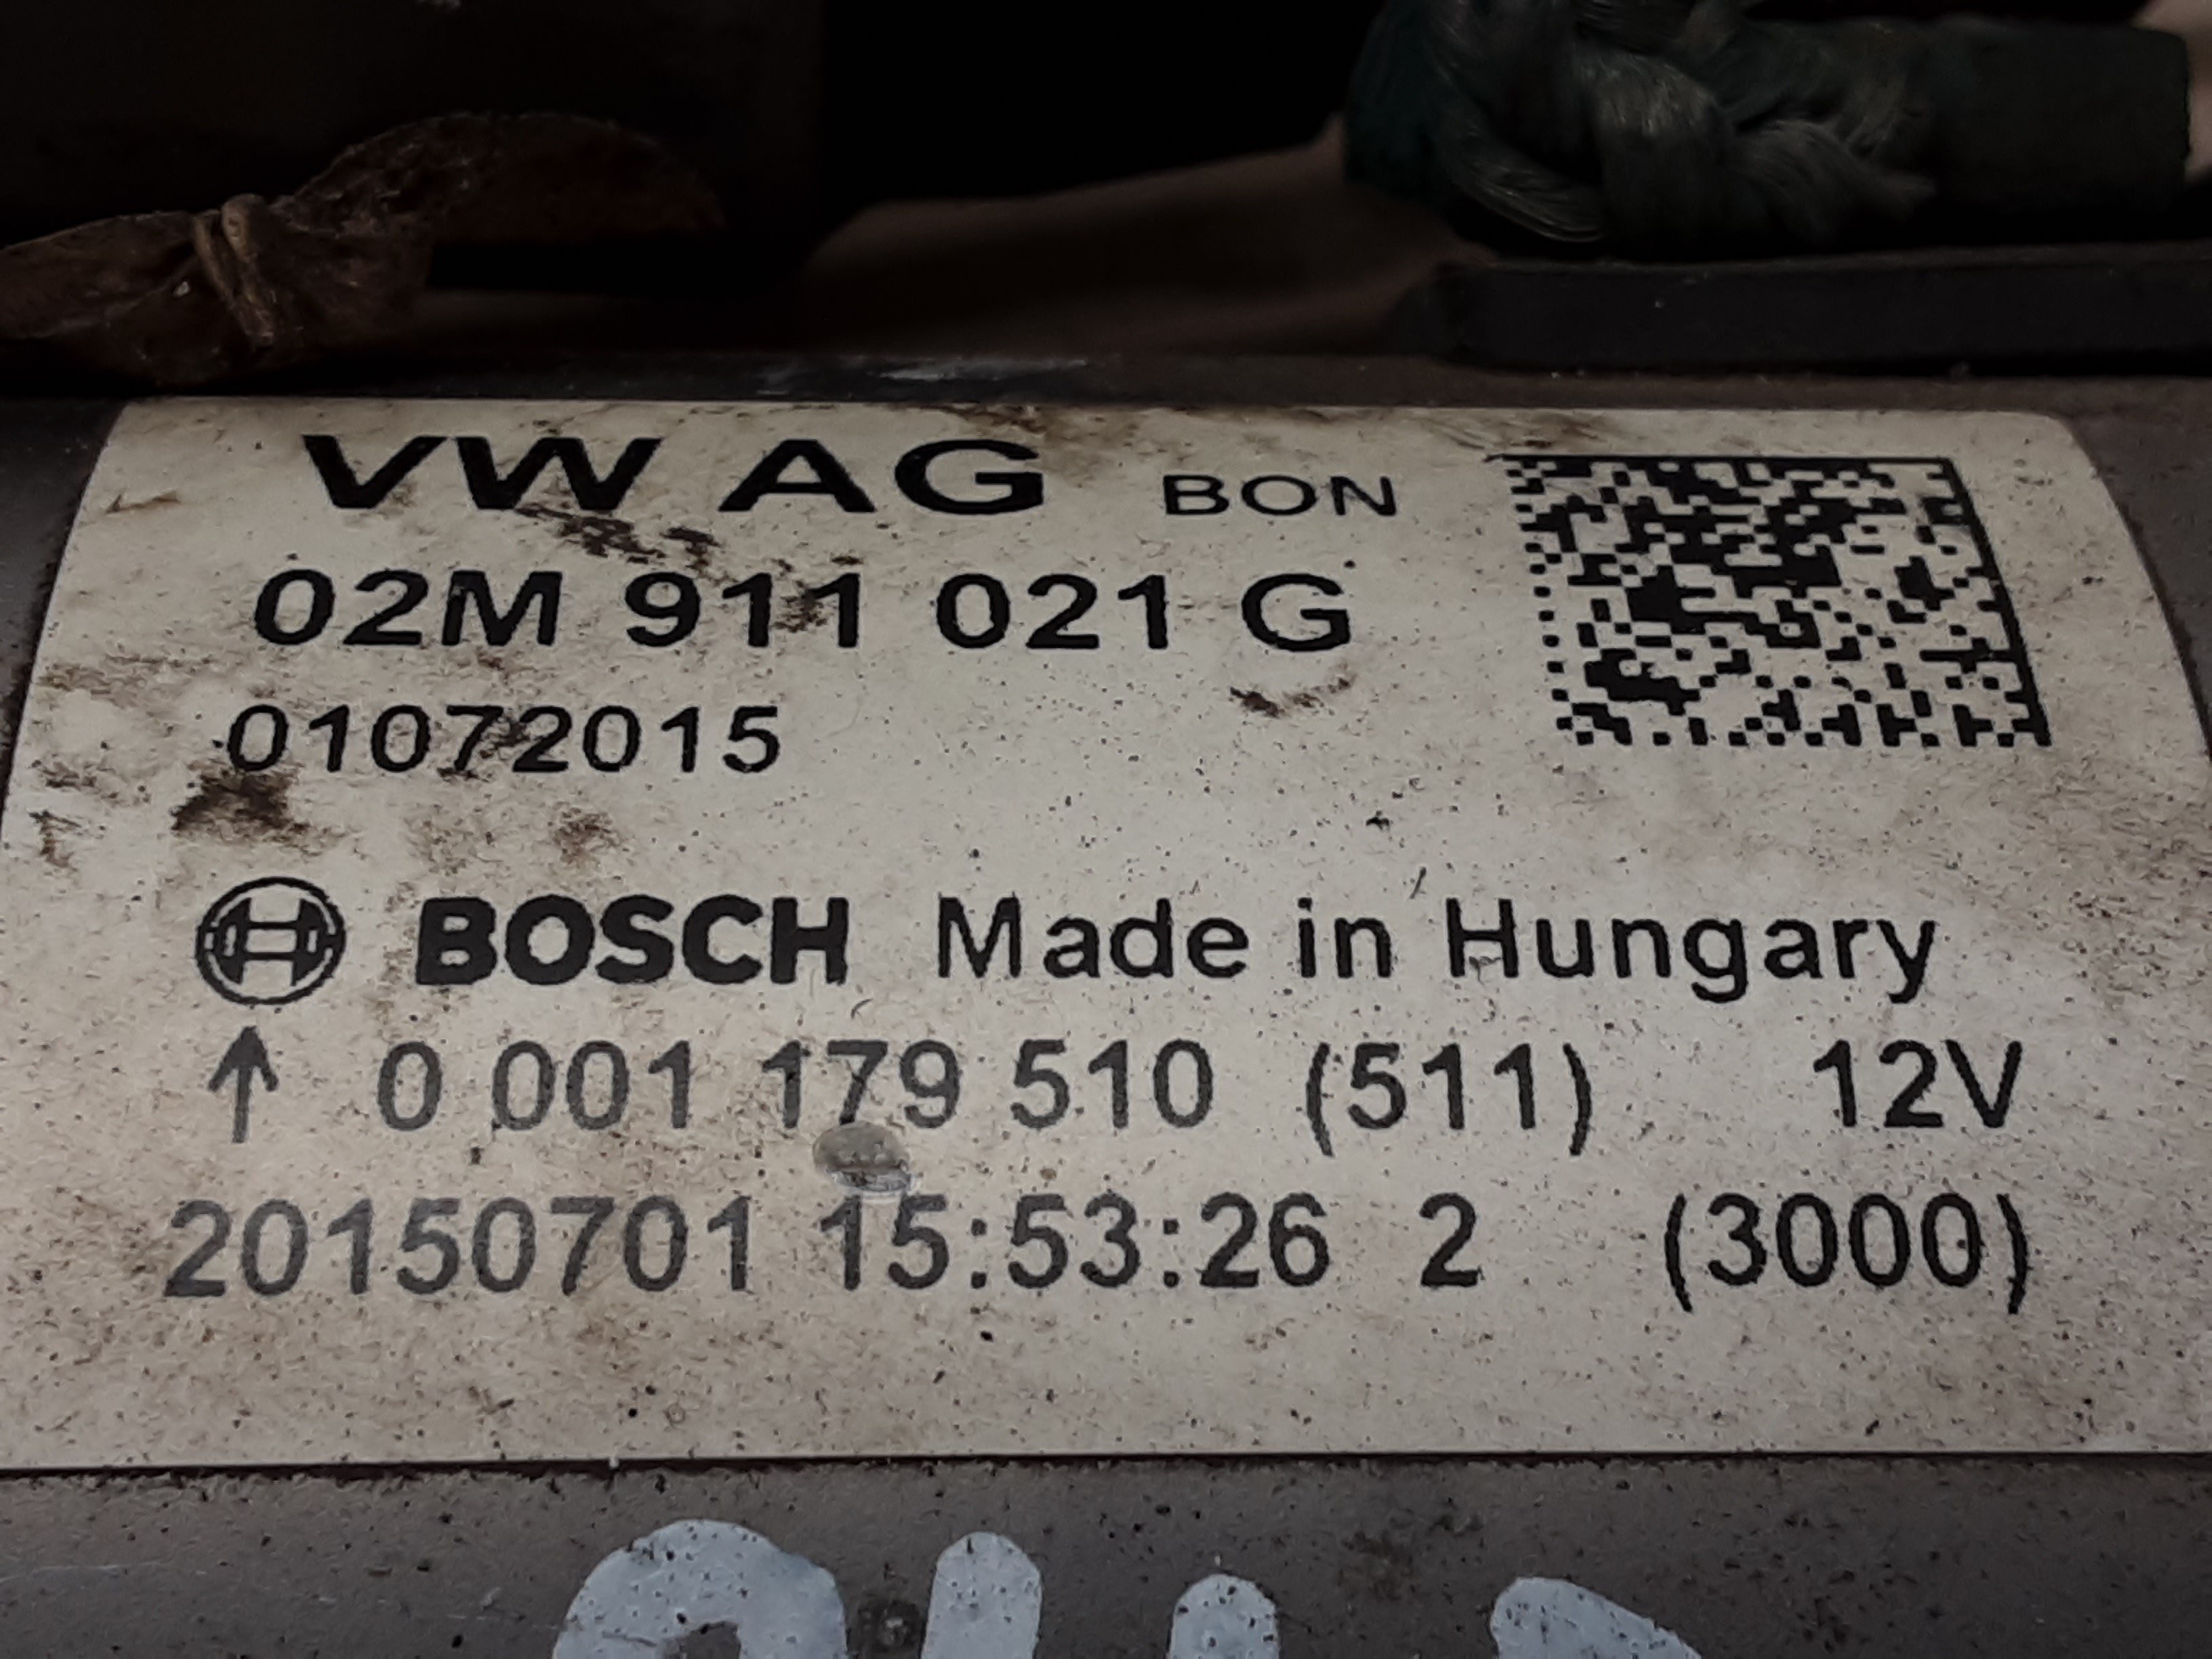 VW AG BON
02M 911 021 G
01072015
BOSCH Made in Hungary
↑ 0 001 179 510 (511) 12V
20150701 15:53:26 2 (3000)